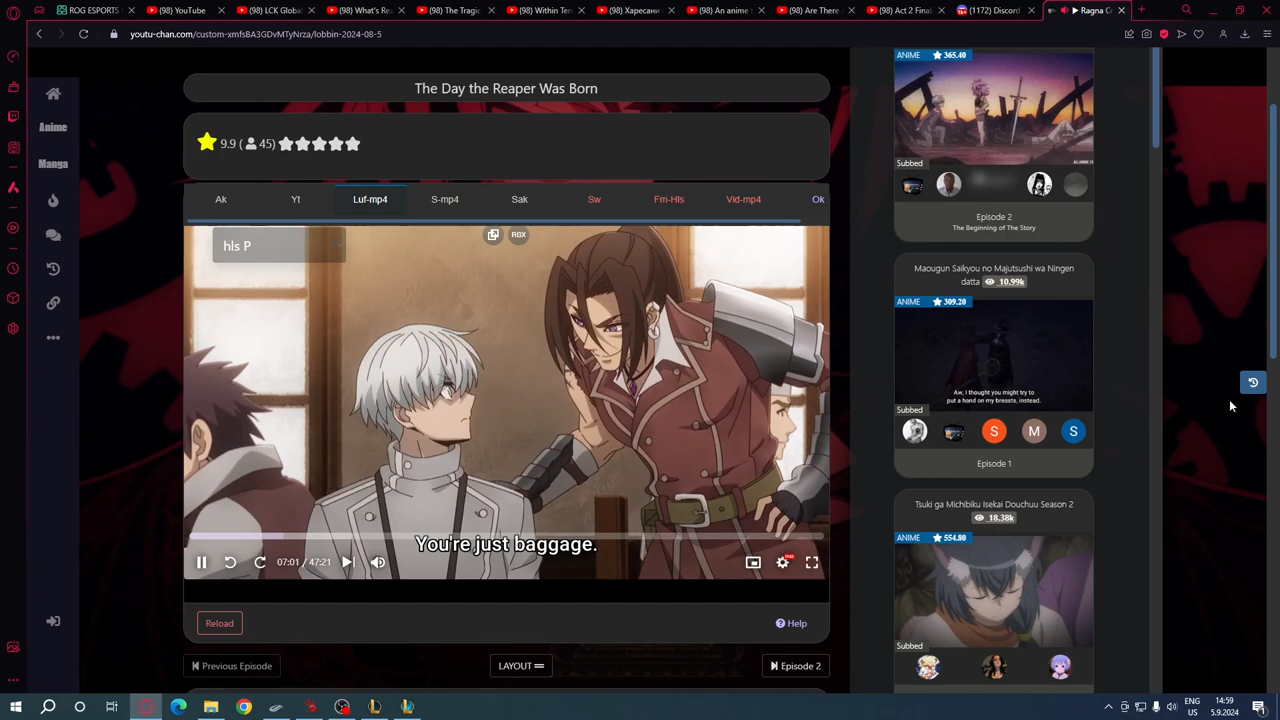 ROG ESPORTS
(98) YouTube
(98) LCK Global
(98) What's Rea
(98) The Tragic
(98) Within Tem
(98) Харесани
(98) An anime
(98) Are There
(98) Act 2 Final
(1172) Discord
Ragna C
youtu-chan.com/custom-xmfsBA3GDvMTyNrza/lobbin-2024-08-5
Anime
Manga
The Day the Reaper Was Born
9.9 ( 45)
Ak
Yt
Luf-mp4
S-mp4
Sak
Sw
Fm-Hls
Vid-mp4
Ok
hls P
RGX
You're just baggage.
07:01 / 47:21
FHD
Reload
Help
Previous Episode
LAYOUT
Episode 2
ANIME 365.40
Subbed
Episode 2
The Beginning of The Story
Maougun Saikyou no Majutsushi wa Ningen
datta 10.99k
ANIME 309.20
Aw, I thought you might try to
put a hand on my breasts, instead.
Subbed
S
M
S
Episode 1
Tsuki ga Michibiku Isekai Douchuu Season 2
18.38k
ANIME 554.80
Subbed
ENG
US
14:59
5.9.2024
1